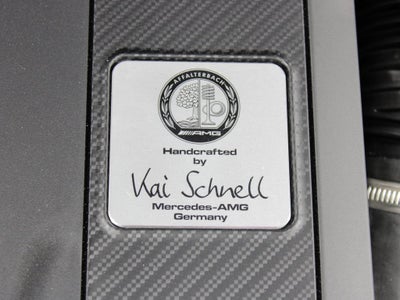 AFFALTERBACH
AMG
Handcrafted
by
Kai Schnell
Mercedes-AMG
Germany